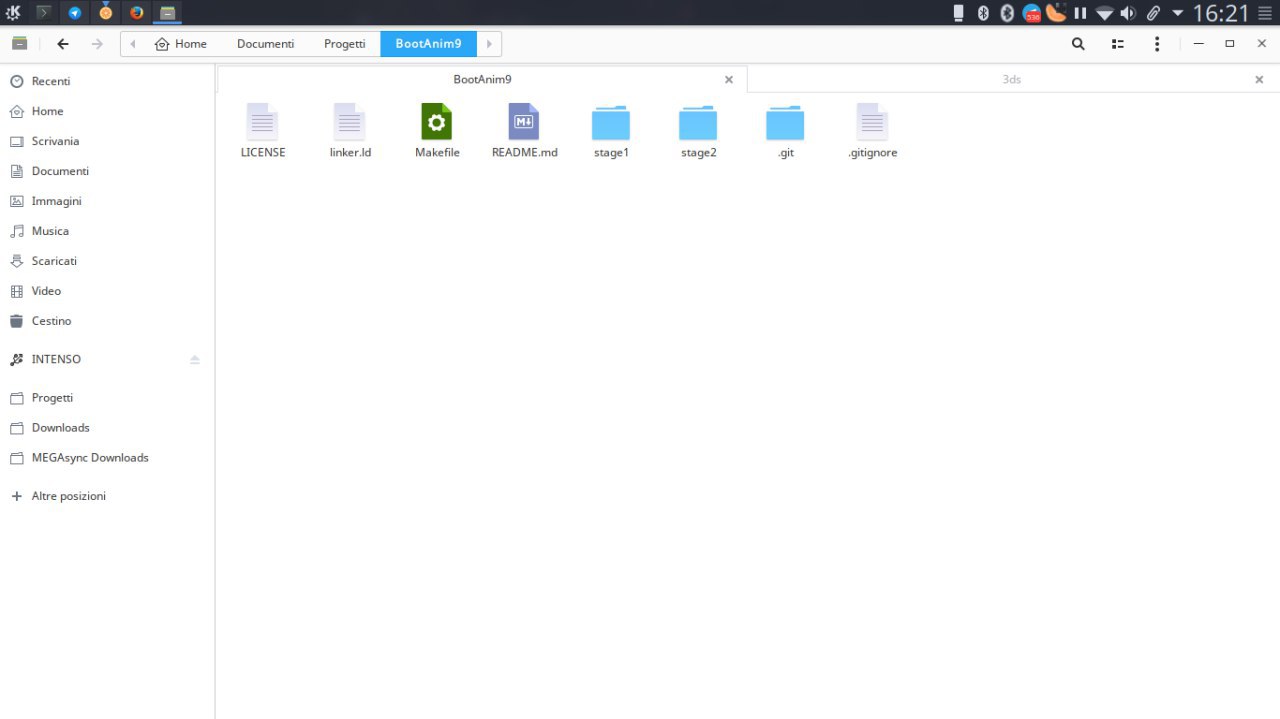 16:21
Home
Documenti
Progetti
BootAnim9
BootAnim9
3ds
Recenti
Home
Scrivania
Documenti
Immagini
Musica
Scaricati
Video
Cestino
INTENSO
Progetti
Downloads
MEGAsync Downloads
Altre posizioni
LICENSE
linker.ld
Makefile
README.md
stage1
stage2
.git
.gitignore